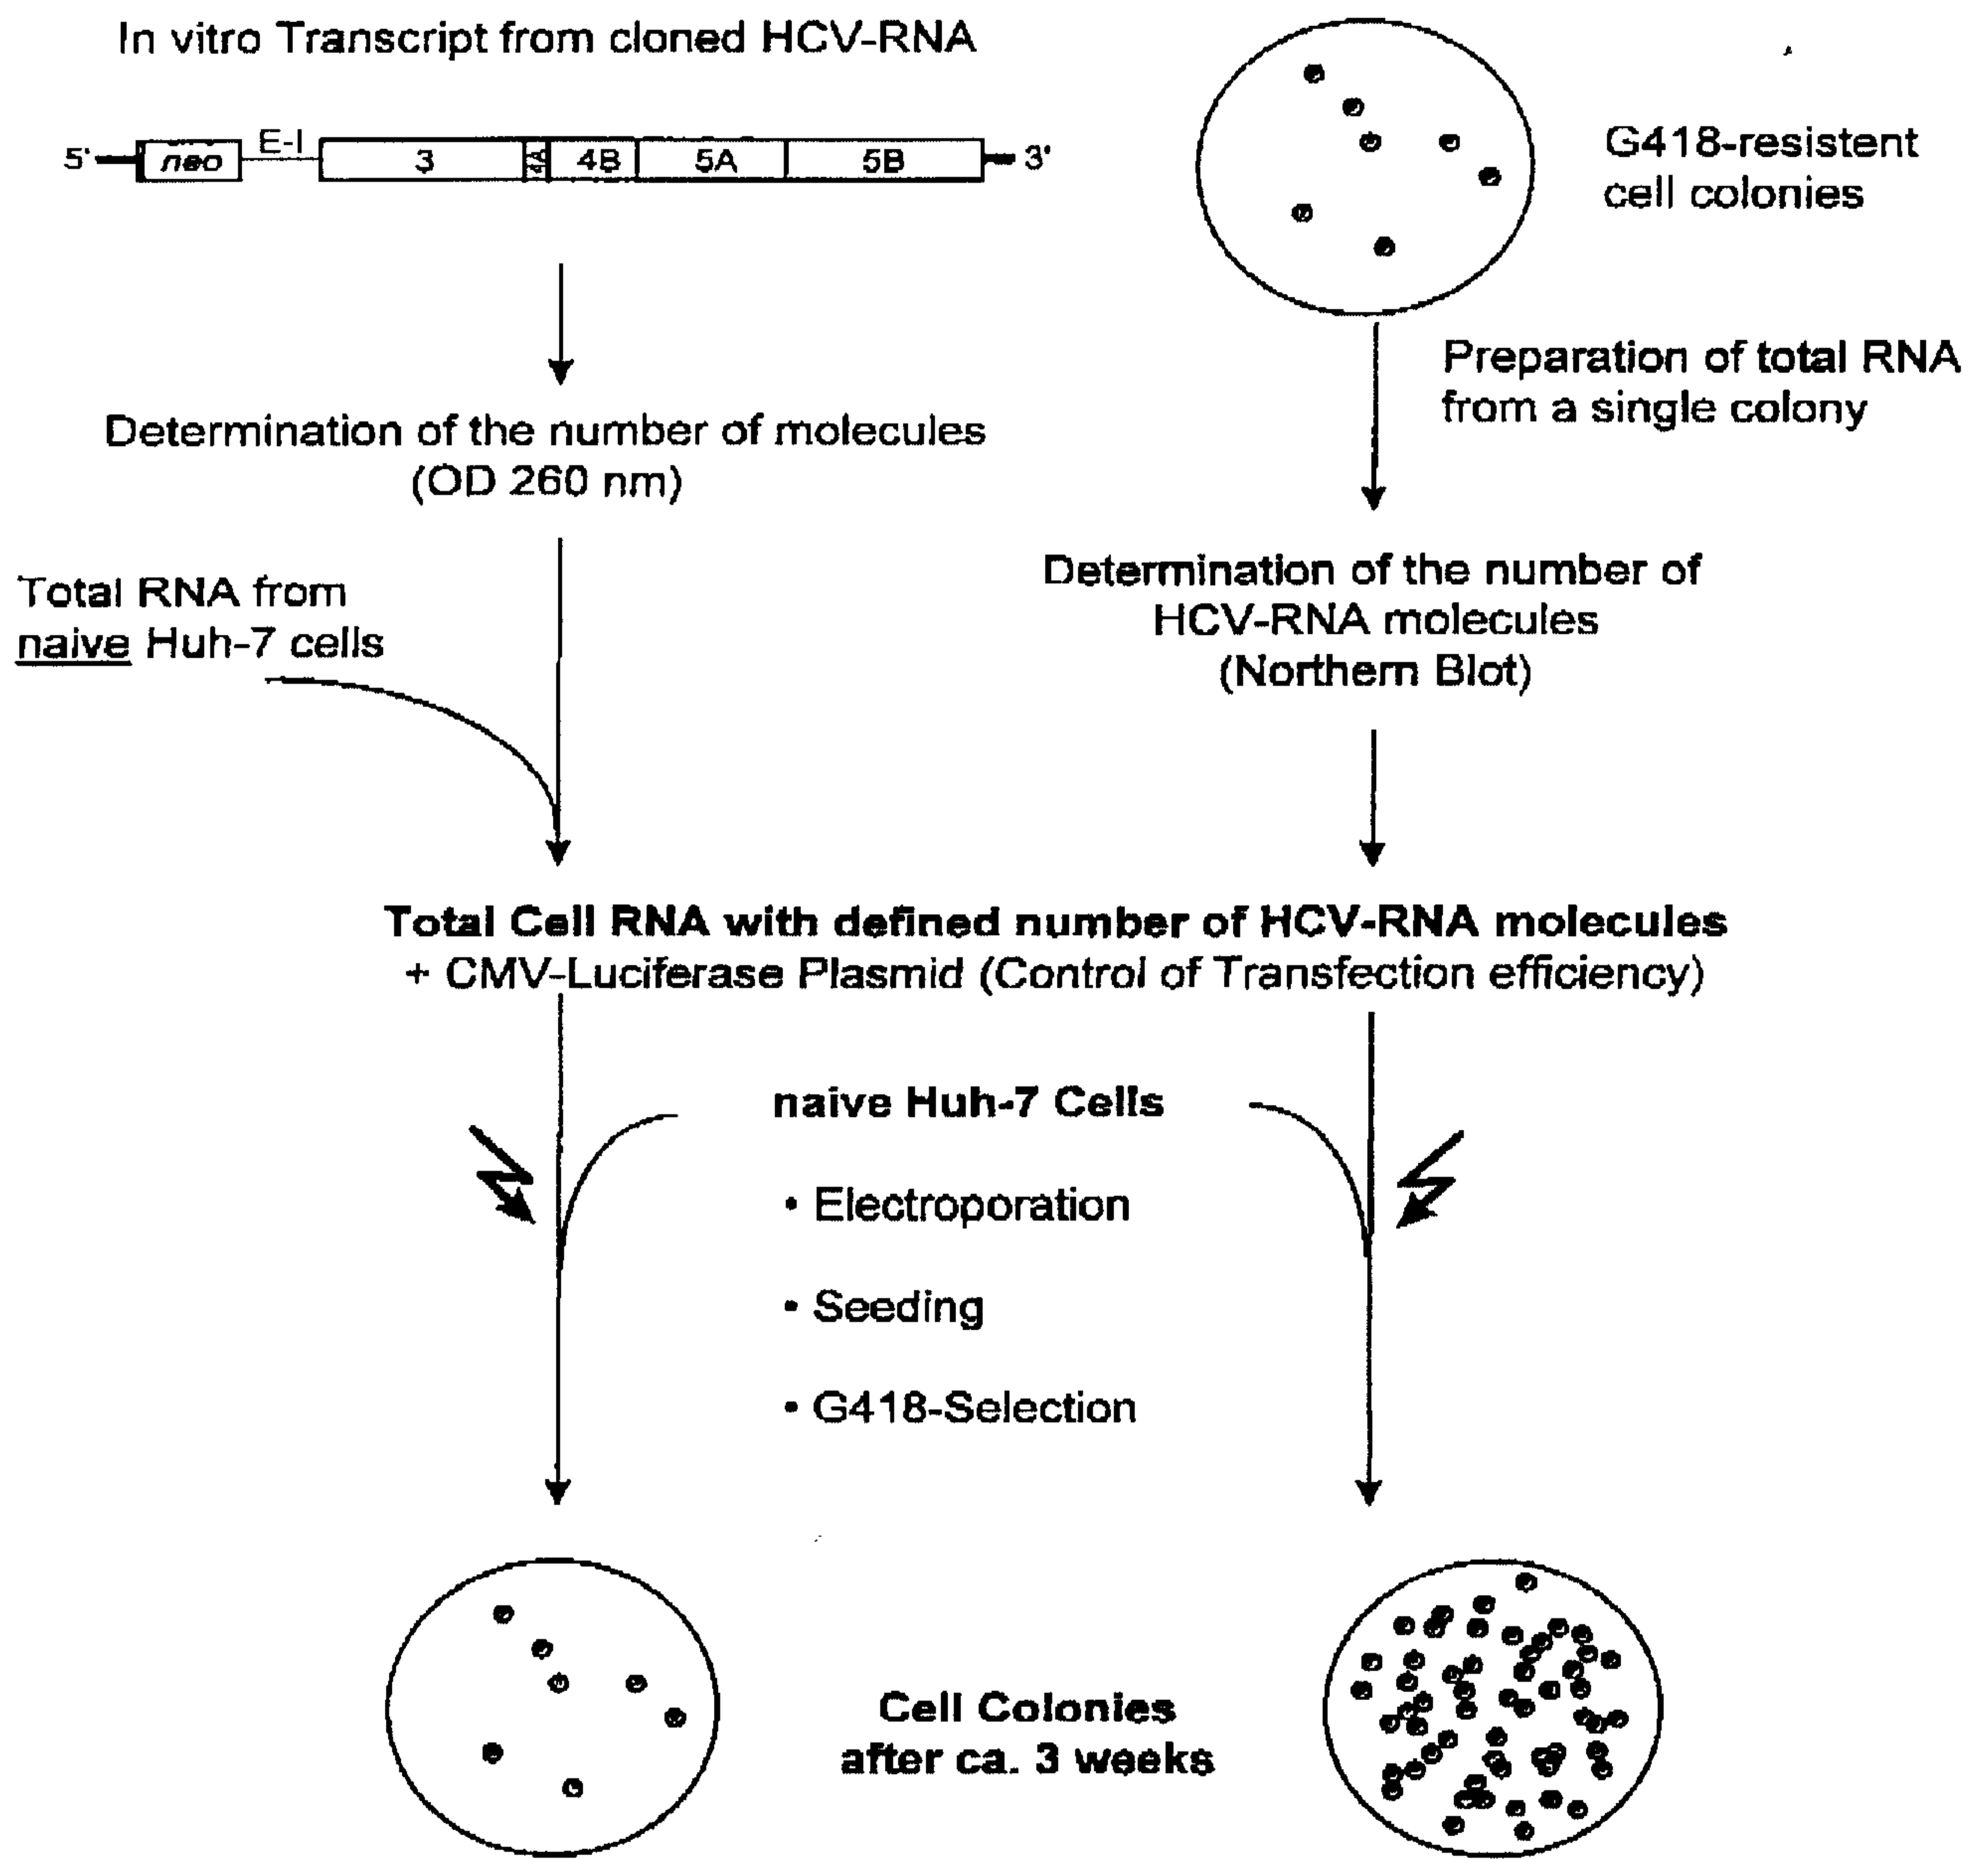 In vitro Transcript from cloned HCV-RNA
5' neo E-I 3 4A 4B 5A 5B 3'
G418-resistent
cell colonies
Preparation of total RNA
from a single colony
Determination of the number of molecules
(OD 260 nm)
Total RNA from
naive Huh-7 cells
Determination of the number of
HCV-RNA molecules
(Northern Blot)
Total Cell RNA with defined number of HCV-RNA molecules
+ CMV-Luciferase Plasmid (Control of Transfection efficiency)
naive Huh-7 Cells
• Electroporation
• Seeding
• G418-Selection
Cell Colonies
after ca. 3 weeks